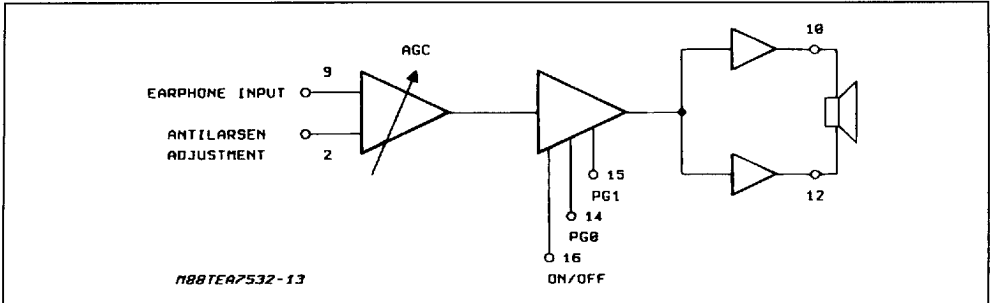 AGC
10
9
EARPHONE INPUT
ANTILARSEN
ADJUSTMENT
2
15
PG1
14
PG0
16
ON/OFF
12
M88TEA7532-13